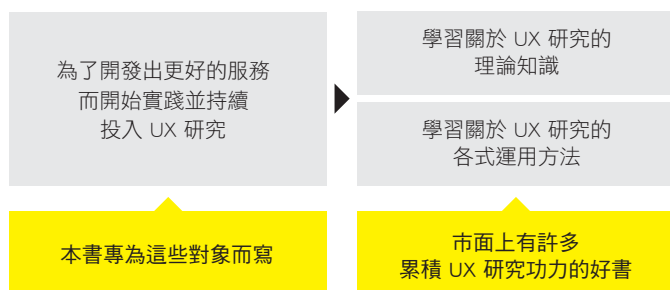 為了開發出更好的服務
而開始實踐並持續
投入 UX 研究
學習關於 UX 研究的
理論知識
學習關於 UX 研究的
各式運用方法
本書專為這些對象而寫
市面上有許多
累積 UX 研究功力的好書